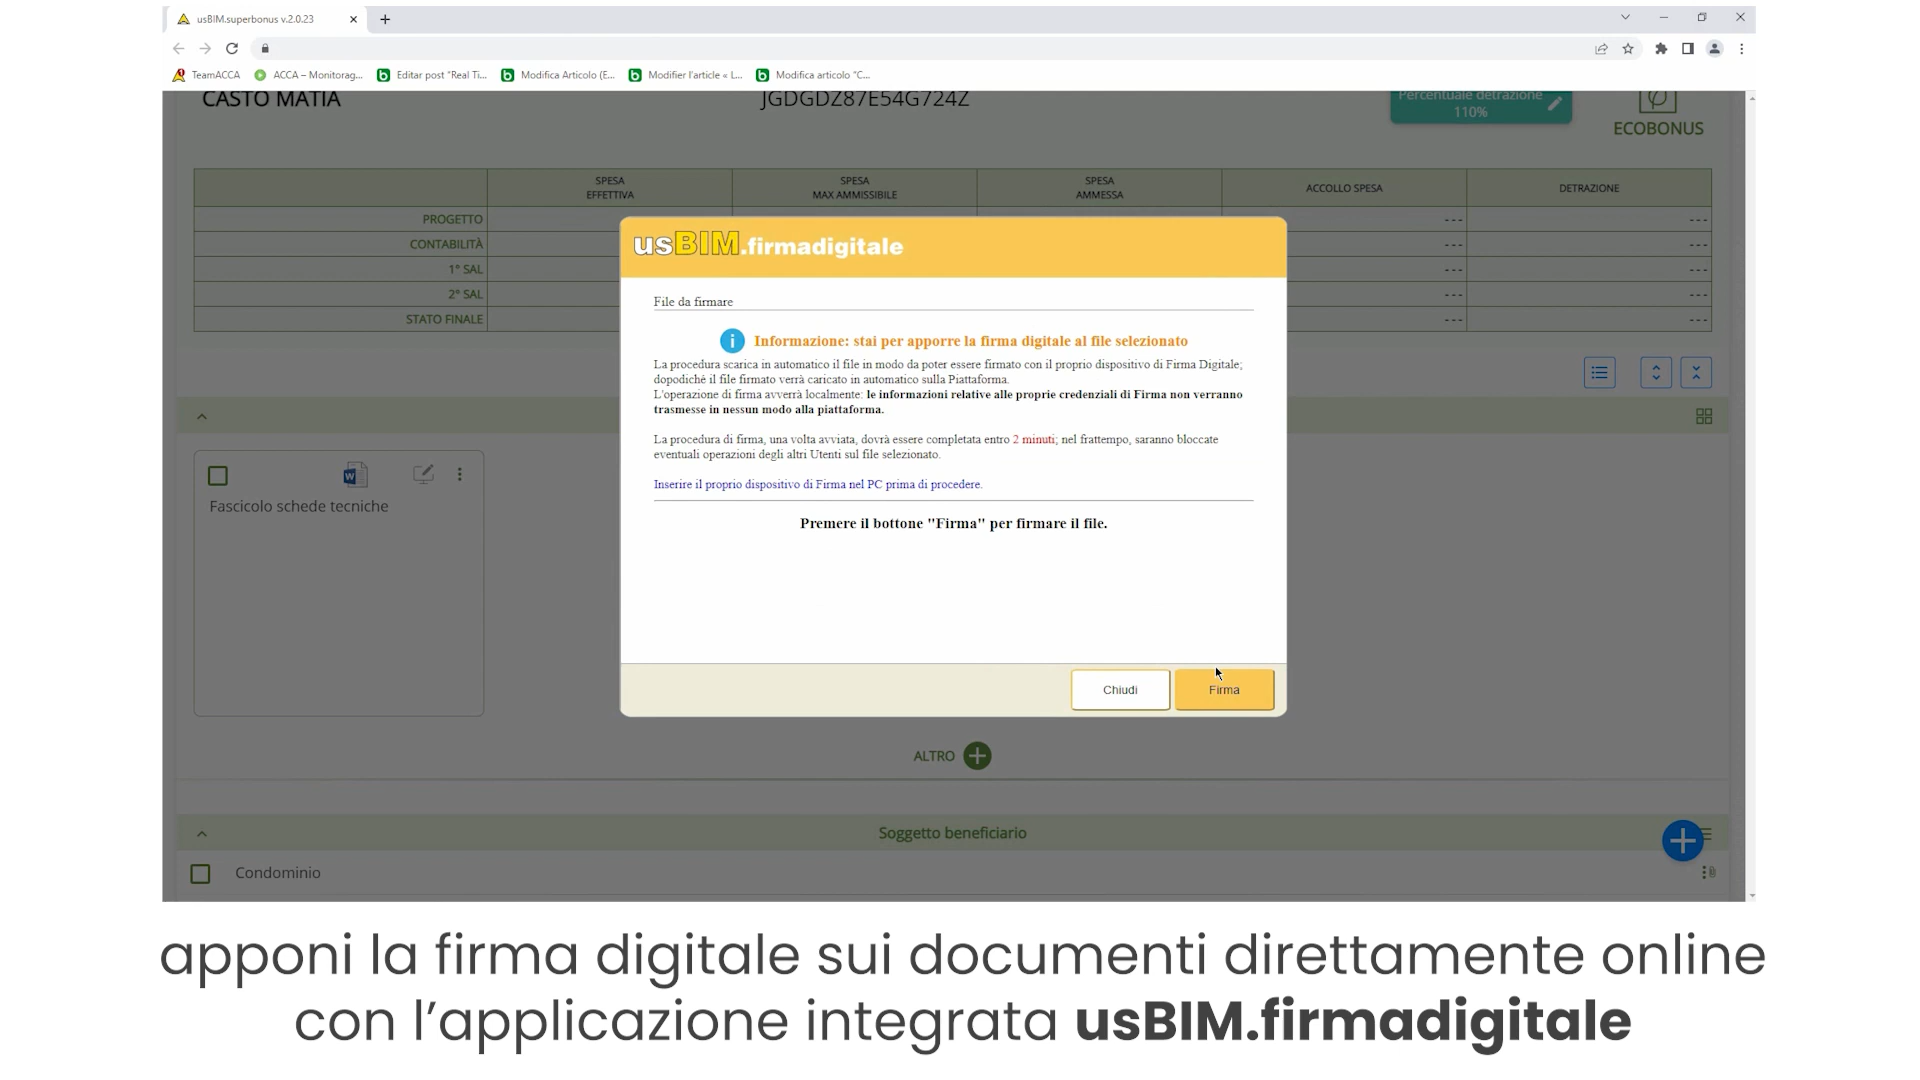 usBIM.superbonus v.2.0.23
TeamACCA
ACCA – Monitorag...
Editar post "Real Ti...
Modifica Articolo (E...
Modifier l'article « L...
Modifica articolo "C...
CASTO MATIA
JGDGDZ87E54G724Z
Percentuale detrazione
110%
ECOBONUS
SPESA
EFFETTIVA
SPESA
MAX AMMISSIBILE
SPESA
AMMESSA
ACCOLLO SPESA
DETRAZIONE
PROGETTO
--- ---
CONTABILITÀ
--- ---
1° SAL
--- ---
2° SAL
--- ---
STATO FINALE
--- ---
usBIM.firmadigitale
File da firmare
Informazione: stai per apporre la firma digitale al file selezionato
La procedura scarica in automatico il file in modo da poter essere firmato con il proprio dispositivo di Firma Digitale;
dopodiché il file firmato verrà caricato in automatico sulla Piattaforma.
L'operazione di firma avverrà localmente: le informazioni relative alle proprie credenziali di Firma non verranno
trasmesse in nessun modo alla piattaforma.
La procedura di firma, una volta avviata, dovrà essere completata entro 2 minuti; nel frattempo, saranno bloccate
eventuali operazioni degli altri Utenti sul file selezionato.
Inserire il proprio dispositivo di Firma nel PC prima di procedere.
Premere il bottone "Firma" per firmare il file.
Chiudi
Firma
Fascicolo schede tecniche
ALTRO
Soggetto beneficiario
Condominio
apponi la firma digitale sui documenti direttamente online
con l'applicazione integrata usBIM.firmadigitale